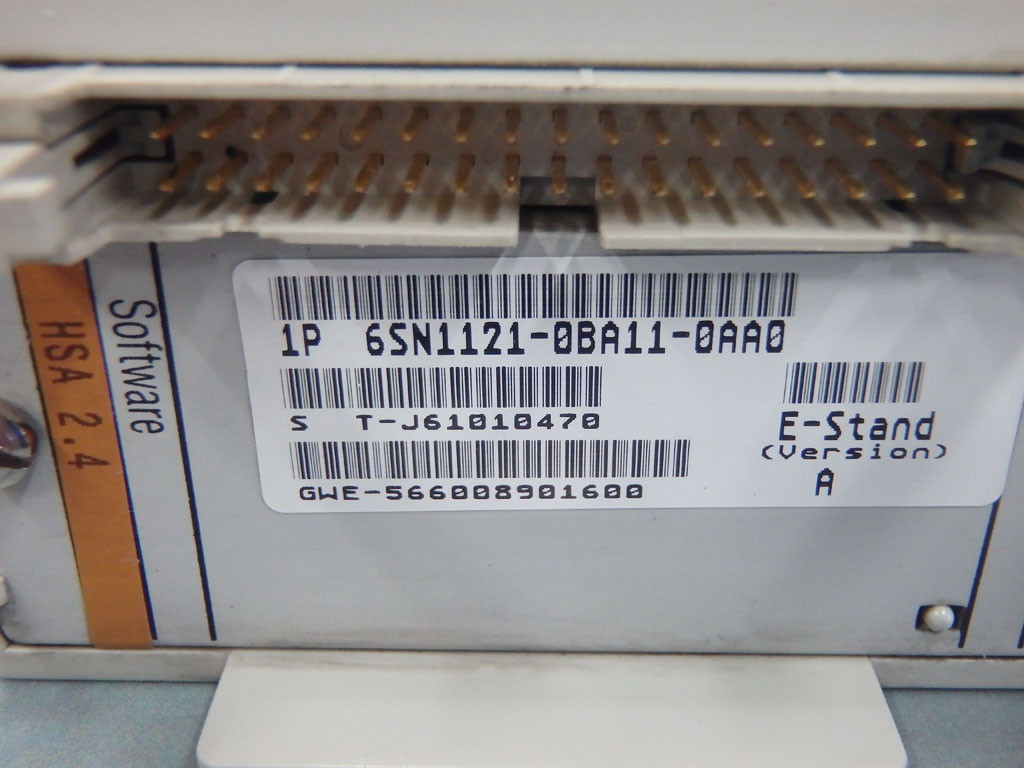 HSA 2.4
Software
1P 6SN1121-0BA11-0AA0
S T-J61010470
E-Stand
(Version)
A
GWE-566008901600